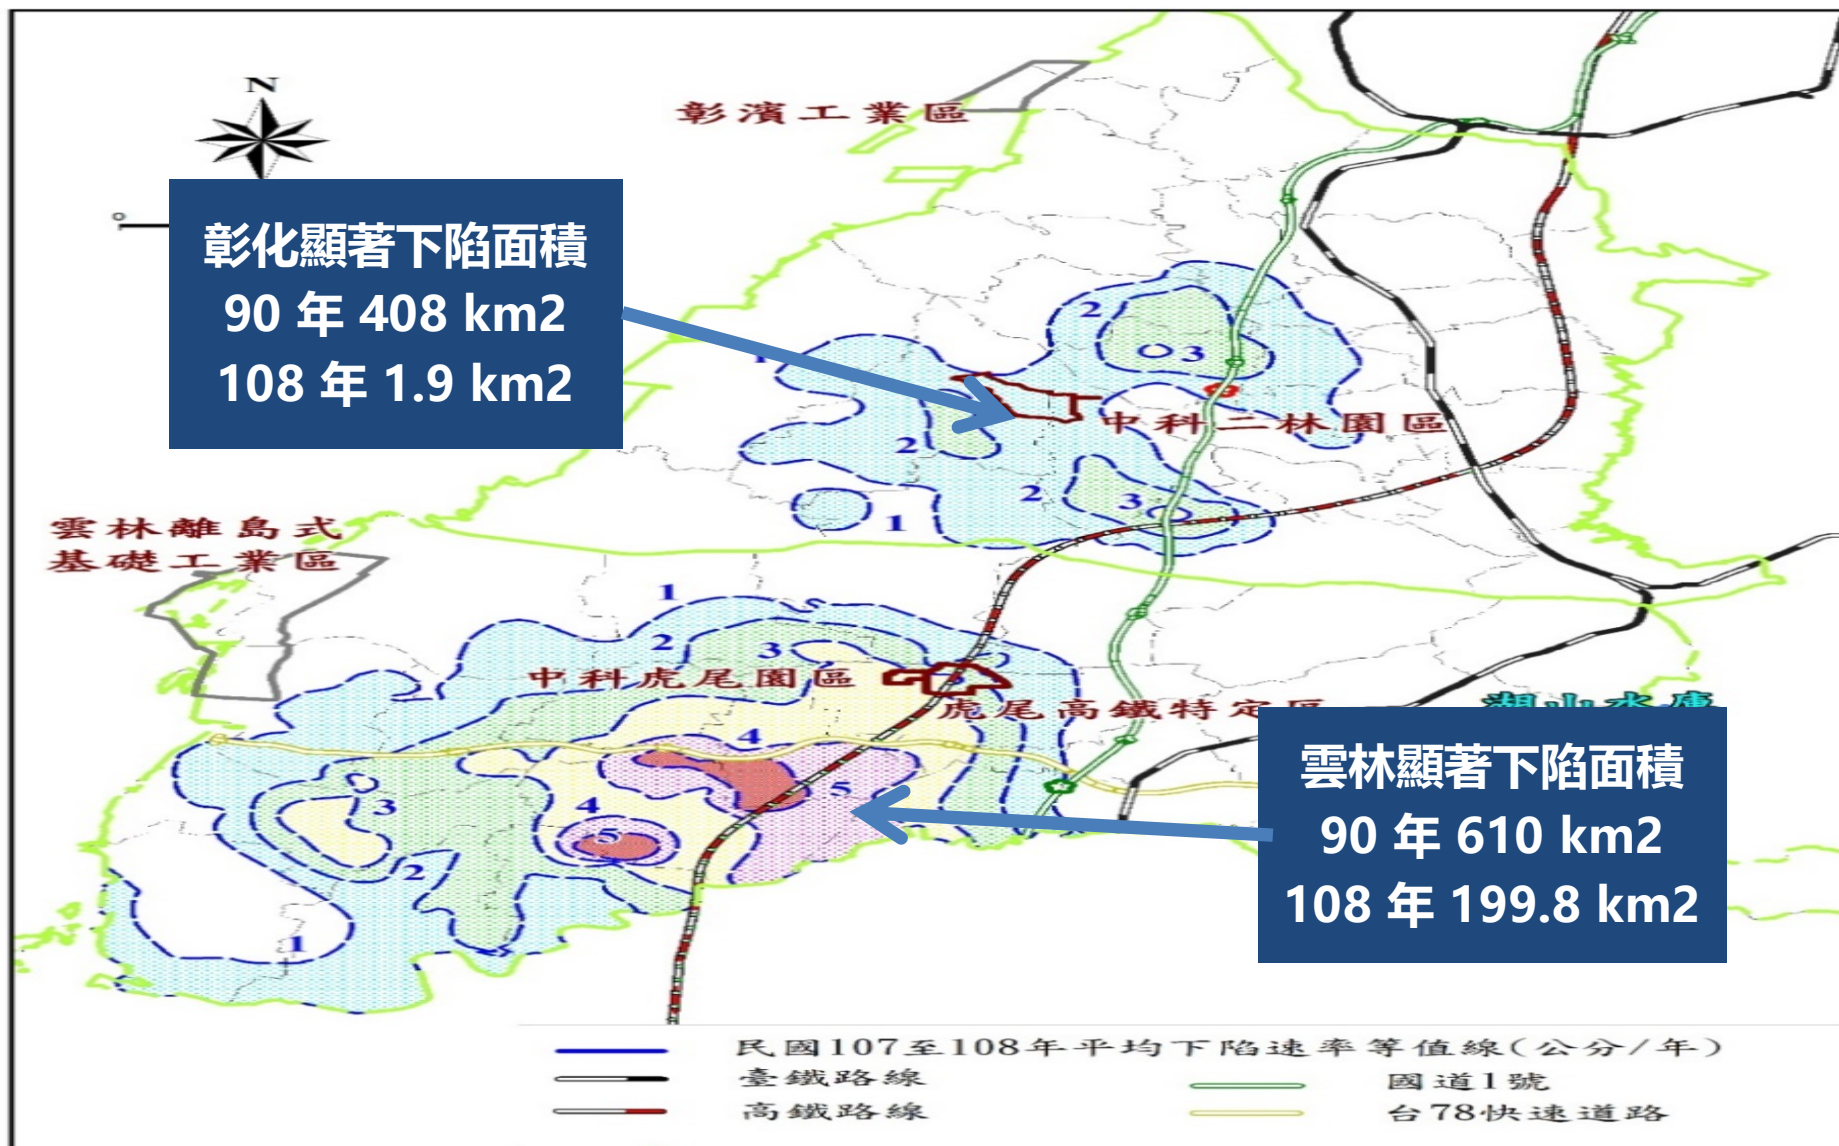 N
彰濱工業區
0
彰化顯著下陷面積
90 年 408 km2
108 年 1.9 km2
1
2
3
中科二林園區
2
2
3
1
雲林離島式
基礎工業區
1
2
3
中科虎尾園區
虎尾高鐵特定區
湖山水庫
4
5
3
4
5
2
1
雲林顯著下陷面積
90 年 610 km2
108 年 199.8 km2
民國107至108年平均下陷速率等值線(公分/年)
臺鐵路線
國道1號
高鐵路線
台78快速道路